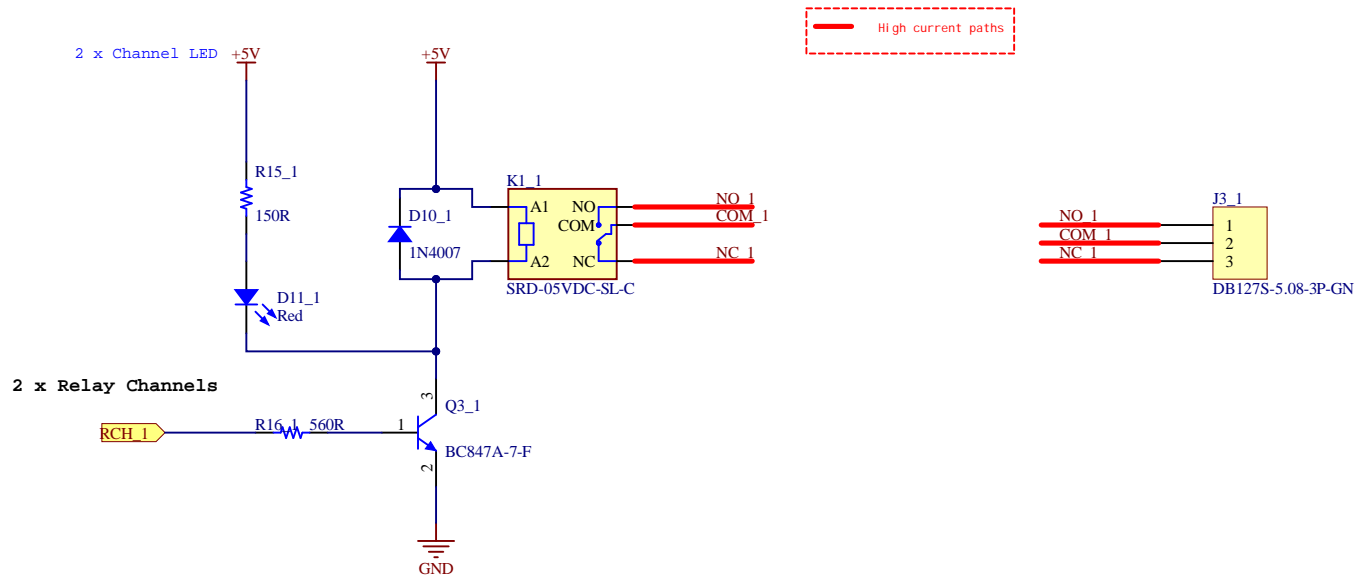 High current paths
2 x Channel LED
+5V
+5V
R15_1
150R
K1_1
D10_1
1N4007
A1
A2
NO
COM
NC
NO_1
COM_1
NC_1
SRD-05VDC-SL-C
J3_1
NO_1
COM_1
NC_1
1
2
3
DB127S-5.08-3P-GN
D11_1
Red
2 x Relay Channels
RCH_1
R16_1
560R
1
3
2
Q3_1
BC847A-7-F
GND